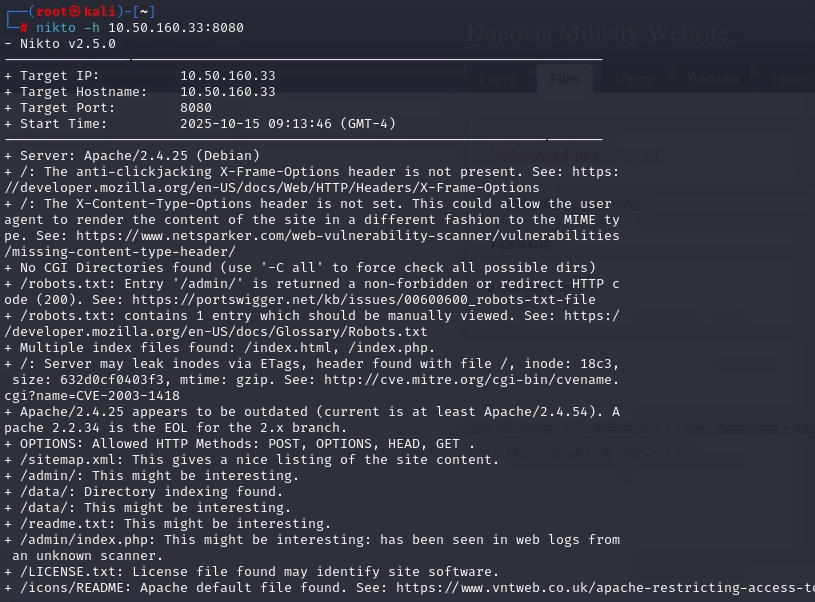 ┌──(root㉿kali)-[~]
└─# nikto -h 10.50.160.33:8080
- Nikto v2.5.0
+ Target IP:          10.50.160.33
+ Target Hostname:    10.50.160.33
+ Target Port:        8080
+ Start Time:         2025-10-15 09:13:46 (GMT-4)
+ Server: Apache/2.4.25 (Debian)
+ /: The anti-clickjacking X-Frame-Options header is not present. See: https:
//developer.mozilla.org/en-US/docs/Web/HTTP/Headers/X-Frame-Options
+ /: The X-Content-Type-Options header is not set. This could allow the user
agent to render the content of the site in a different fashion to the MIME ty
pe. See: https://www.netsparker.com/web-vulnerability-scanner/vulnerabilities
/missing-content-type-header/
+ No CGI Directories found (use '-C all' to force check all possible dirs)
+ /robots.txt: Entry '/admin/' is returned a non-forbidden or redirect HTTP c
ode (200). See: https://portswigger.net/kb/issues/00600600_robots-txt-file
+ /robots.txt: contains 1 entry which should be manually viewed. See: https:/
/developer.mozilla.org/en-US/docs/Glossary/Robots.txt
+ Multiple index files found: /index.html, /index.php.
+ /: Server may leak inodes via ETags, header found with file /, inode: 18c3,
 size: 632d0cf0403f3, mtime: gzip. See: http://cve.mitre.org/cgi-bin/cvename.
cgi?name=CVE-2003-1418
+ Apache/2.4.25 appears to be outdated (current is at least Apache/2.4.54). A
pache 2.2.34 is the EOL for the 2.x branch.
+ OPTIONS: Allowed HTTP Methods: POST, OPTIONS, HEAD, GET .
+ /sitemap.xml: This gives a nice listing of the site content.
+ /admin/: This might be interesting.
+ /data/: Directory indexing found.
+ /data/: This might be interesting.
+ /readme.txt: This might be interesting.
+ /admin/index.php: This might be interesting: has been seen in web logs from
 an unknown scanner.
+ /LICENSE.txt: License file found may identify site software.
+ /icons/README: Apache default file found. See: https://www.vntweb.co.uk/apache-restricting-access-to
Donovia Military Website
Pages
Files
Theme
Backups
Plugins
Uploaded Files